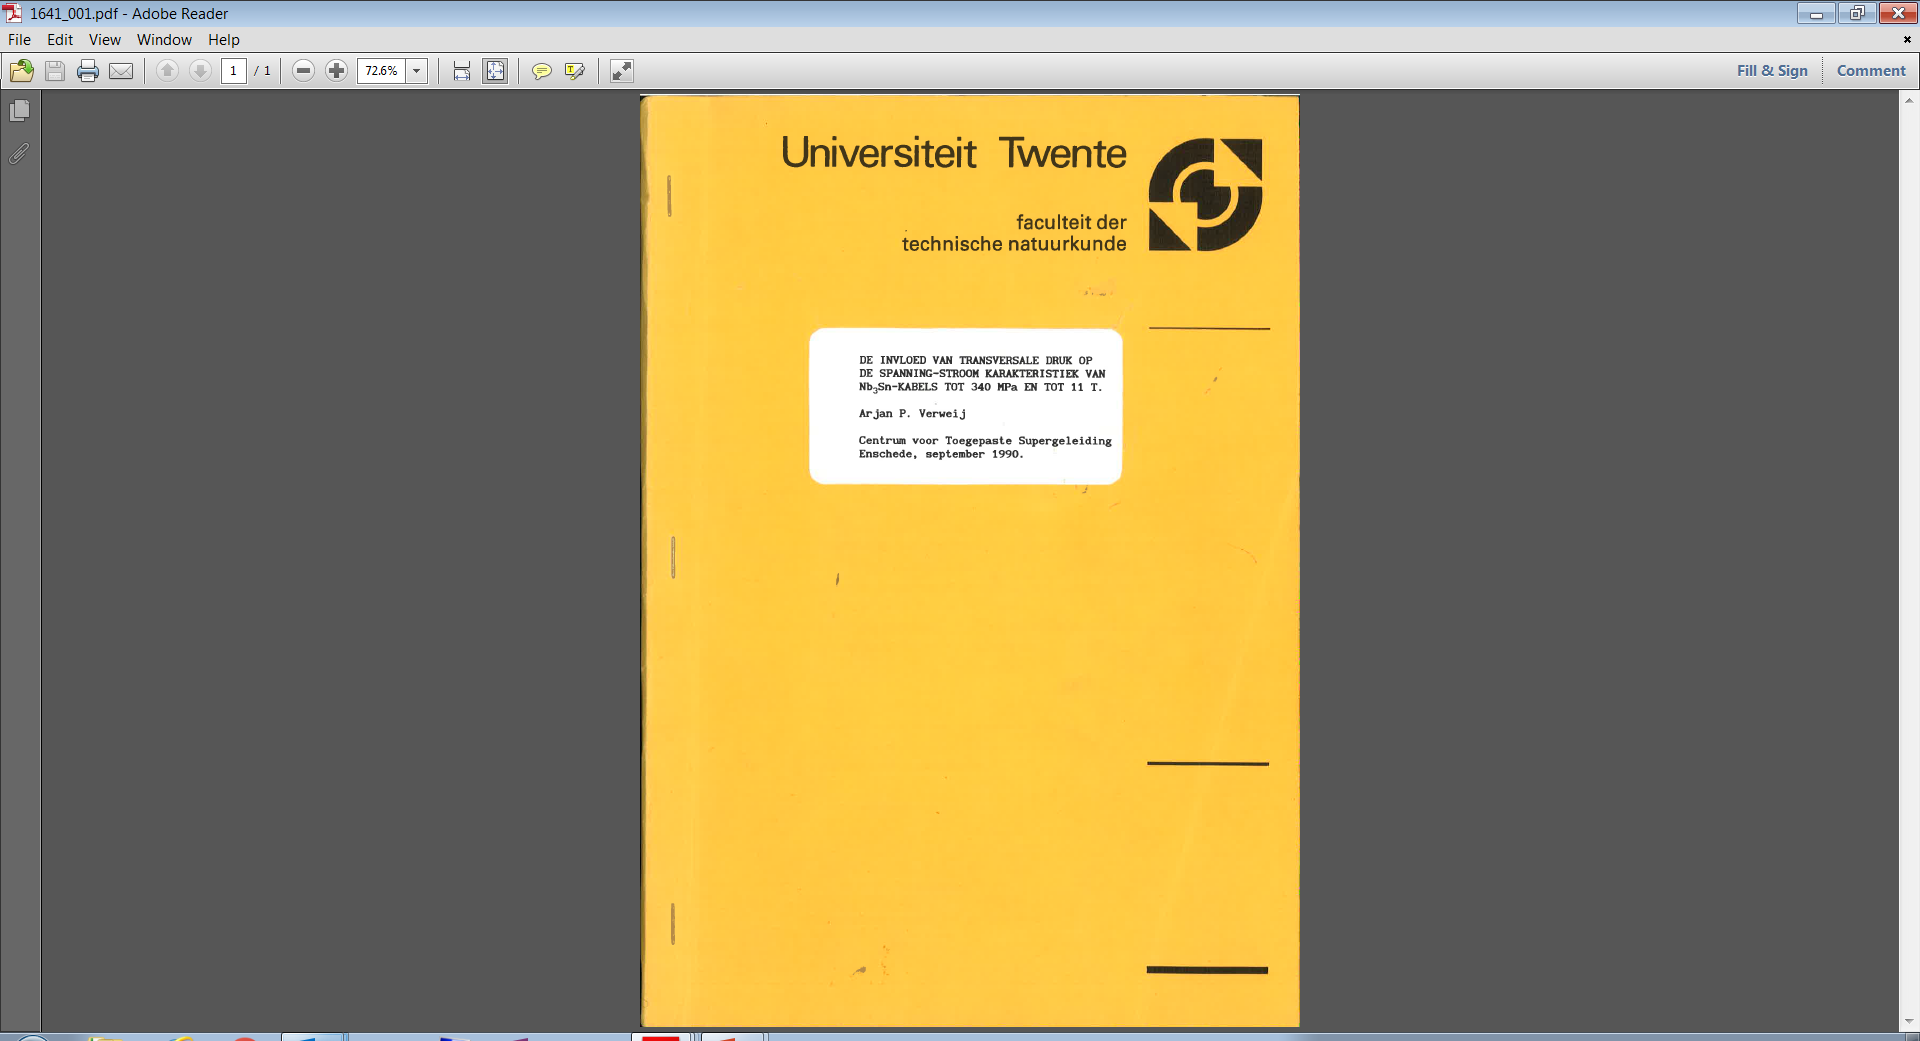 1641_001.pdf - Adobe Reader
File Edit View Window Help
1 / 1 72.6% Fill & Sign Comment
Universiteit Twente
faculteit der
technische natuurkunde
DE INVLOED VAN TRANSVERSALE DRUK OP
DE SPANNING-STROOM KARAKTERISTIEK VAN
Nb₃Sn-KABELS TOT 340 MPa EN TOT 11 T.
Arjan P. Verweij
Centrum voor Toegepaste Supergeleiding
Enschede, september 1990.